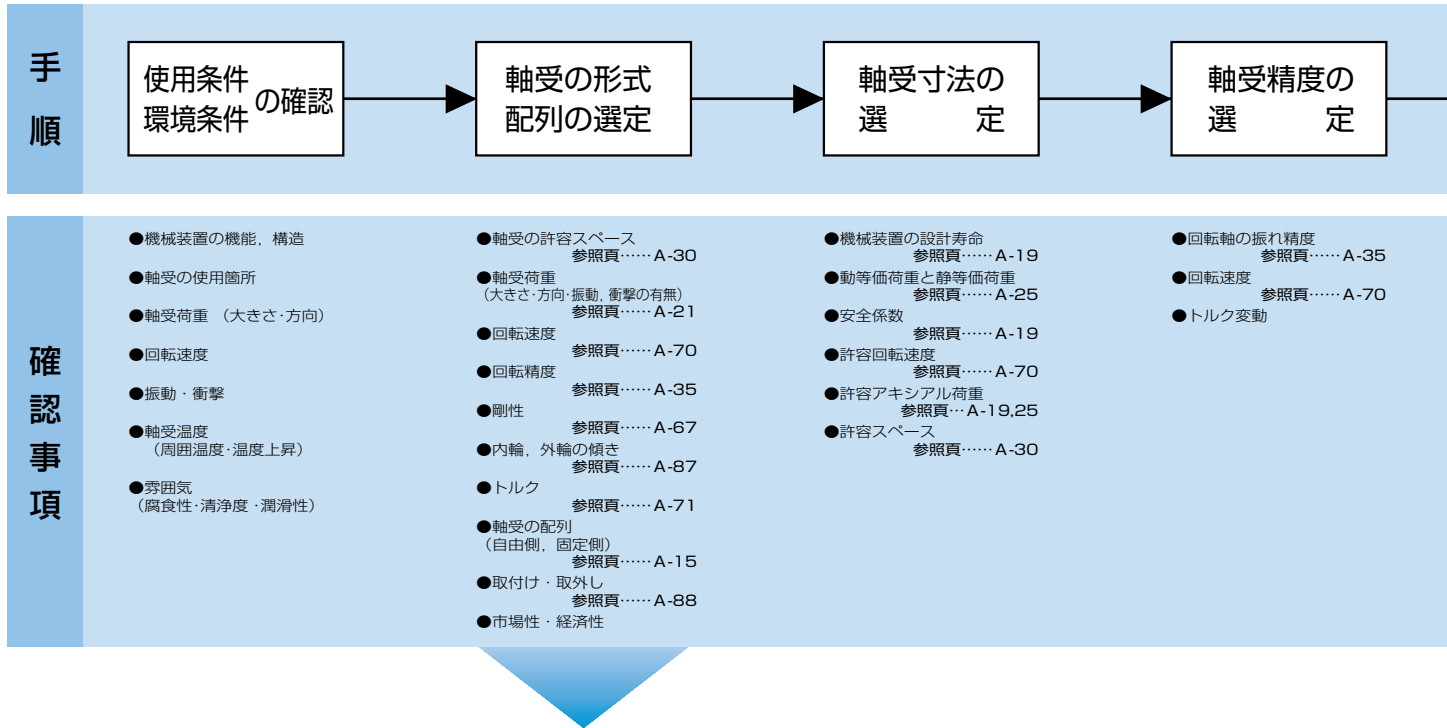 手順
使用条件
環境条件
の確認
軸受の形式
配列の選定
軸受寸法の
選定
軸受精度の
選定
確認事項
●機械装置の機能，構造
●軸受の使用箇所
●軸受荷重 （大きさ・方向）
●回転速度
●振動・衝撃
●軸受温度
（周囲温度・温度上昇）
●雰囲気
（腐食性・清浄度・潤滑性）
●軸受の許容スペース
参照頁……A-30
●軸受荷重
（大きさ・方向・振動，衝撃の有無）
参照頁……A-21
●回転速度
参照頁……A-70
●回転精度
参照頁……A-35
●剛性
参照頁……A-67
●内輪，外輪の傾き
参照頁……A-87
●トルク
参照頁……A-71
●軸受の配列
（自由側，固定側）
参照頁……A-15
●取付け・取外し
参照頁……A-88
●市場性・経済性
●機械装置の設計寿命
参照頁……A-19
●動等価荷重と静等価荷重
参照頁……A-25
●安全係数
参照頁……A-19
●許容回転速度
参照頁……A-70
●許容アキシアル荷重
参照頁…A-19,25
●許容スペース
参照頁……A-30
●回転軸の振れ精度
参照頁……A-35
●回転速度
参照頁……A-70
●トルク変動